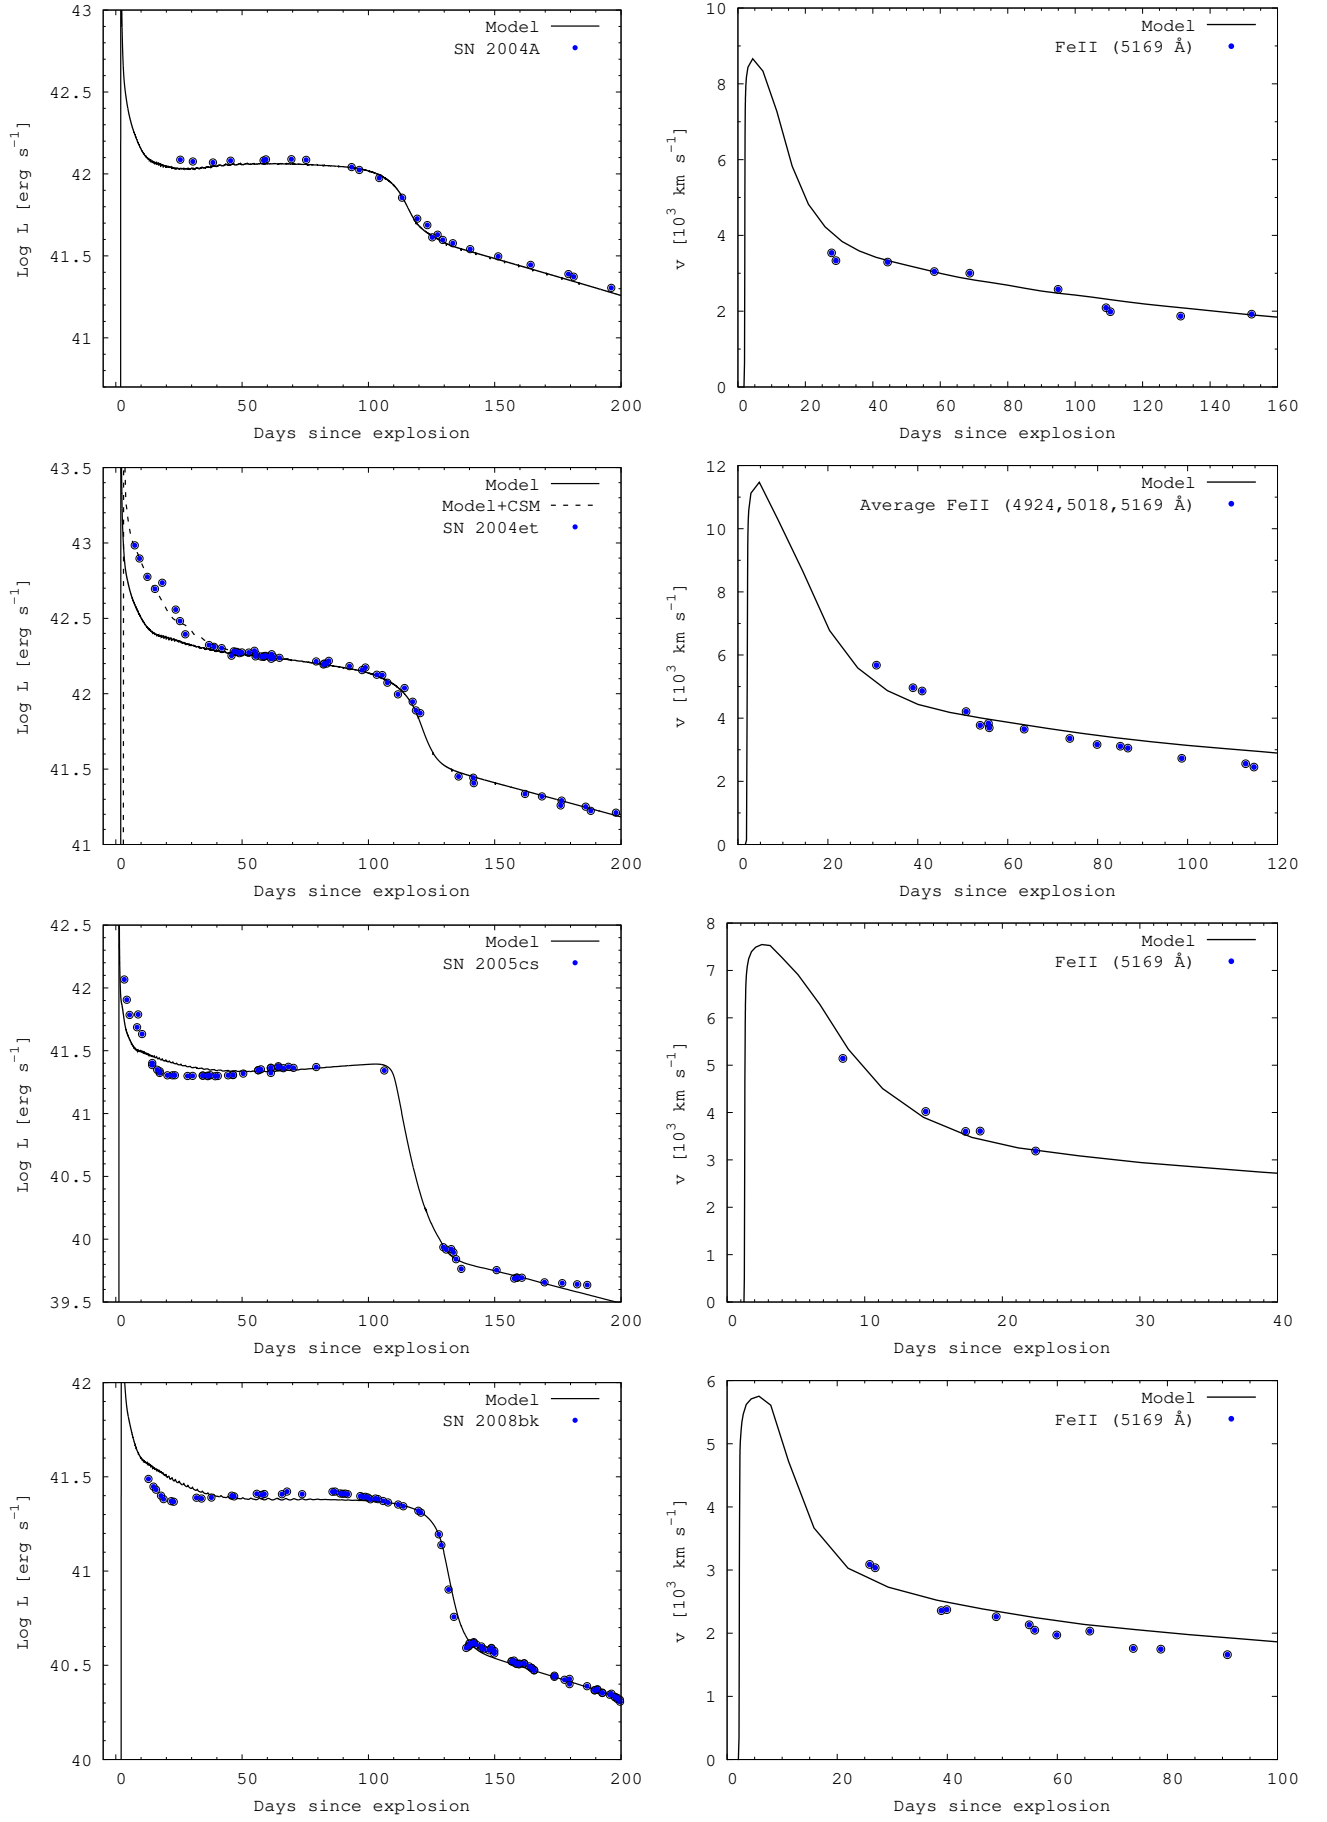 43
42.5
42
41.5
41
0 50 100 150 200
Log L [erg s⁻¹]
Days since explosion
Model
SN 2004A
10
8
6
4
2
0
0 20 40 60 80 100 120 140 160
v [10³ km s⁻¹]
Days since explosion
Model
FeII (5169 Å)
43.5
43
42.5
42
41.5
41
0 50 100 150 200
Log L [erg s⁻¹]
Days since explosion
Model
Model+CSM
SN 2004et
12
10
8
6
4
2
0
0 20 40 60 80 100 120
v [10³ km s⁻¹]
Days since explosion
Model
Average FeII (4924,5018,5169 Å)
42.5
42
41.5
41
40.5
40
39.5
0 50 100 150 200
Log L [erg s⁻¹]
Days since explosion
Model
SN 2005cs
8
7
6
5
4
3
2
1
0
0 10 20 30 40
v [10³ km s⁻¹]
Days since explosion
Model
FeII (5169 Å)
42
41.5
41
40.5
40
0 50 100 150 200
Log L [erg s⁻¹]
Days since explosion
Model
SN 2008bk
6
5
4
3
2
1
0
0 20 40 60 80 100
v [10³ km s⁻¹]
Days since explosion
Model
FeII (5169 Å)